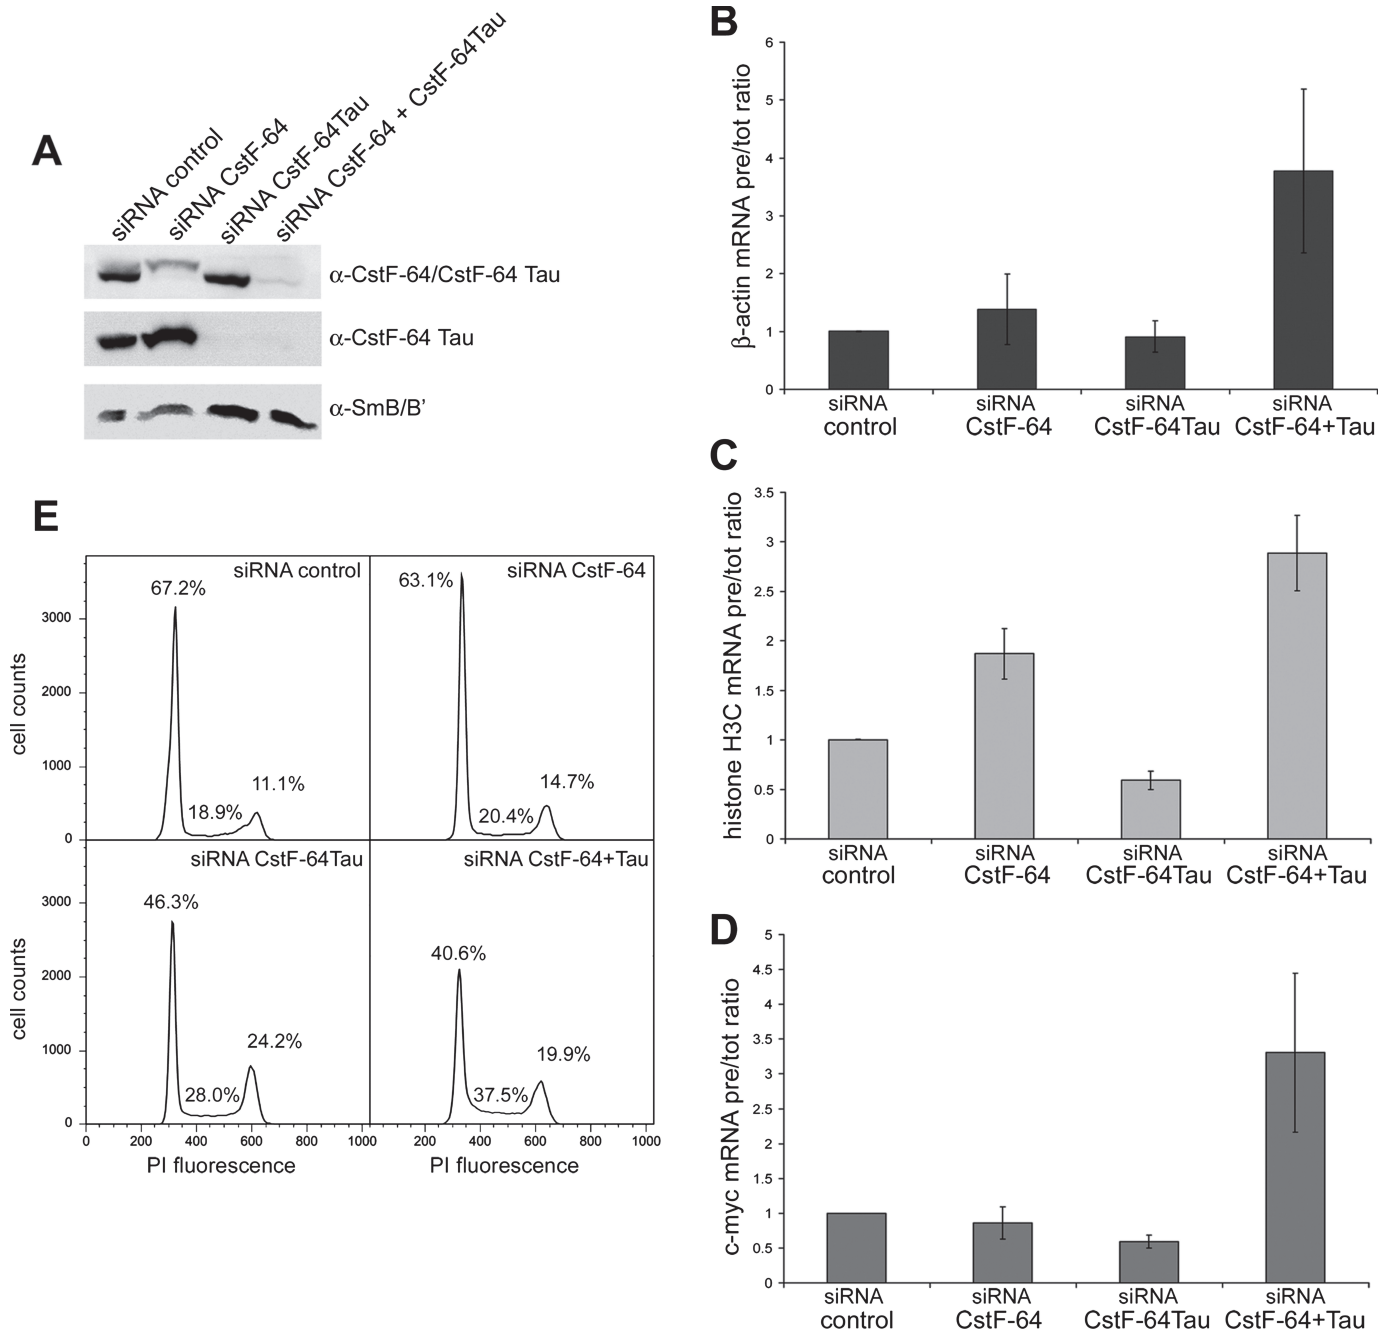 A
siRNA control
siRNA CstF-64
siRNA CstF-64Tau
siRNA CstF-64 + CstF-64Tau
α-CstF-64/CstF-64 Tau
α-CstF-64 Tau
α-SmB/B’
B
β-actin mRNA pre/tot ratio
6
5
4
3
2
1
0
siRNA control
siRNA CstF-64
siRNA CstF-64Tau
siRNA CstF-64+Tau
C
histone H3C mRNA pre/tot ratio
3.5
3
2.5
2
1.5
1
0.5
0
siRNA control
siRNA CstF-64
siRNA CstF-64Tau
siRNA CstF-64+Tau
D
c-myc mRNA pre/tot ratio
5
4.5
4
3.5
3
2.5
2
1.5
1
0.5
0
siRNA control
siRNA CstF-64
siRNA CstF-64Tau
siRNA CstF-64+Tau
E
cell counts
3000
2000
1000
0
siRNA control
67.2%
18.9%
11.1%
siRNA CstF-64
63.1%
20.4%
14.7%
cell counts
3000
2000
1000
0
siRNA CstF-64Tau
46.3%
28.0%
24.2%
siRNA CstF-64+Tau
40.6%
37.5%
19.9%
0 200 400 600 800 1000
200 400 600 800 1000
PI fluorescence
PI fluorescence